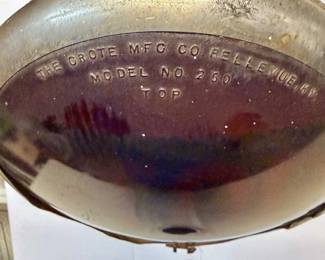 THE GROTE MFG CO BELLEVUE, KY.
MODEL NO 250
TOP